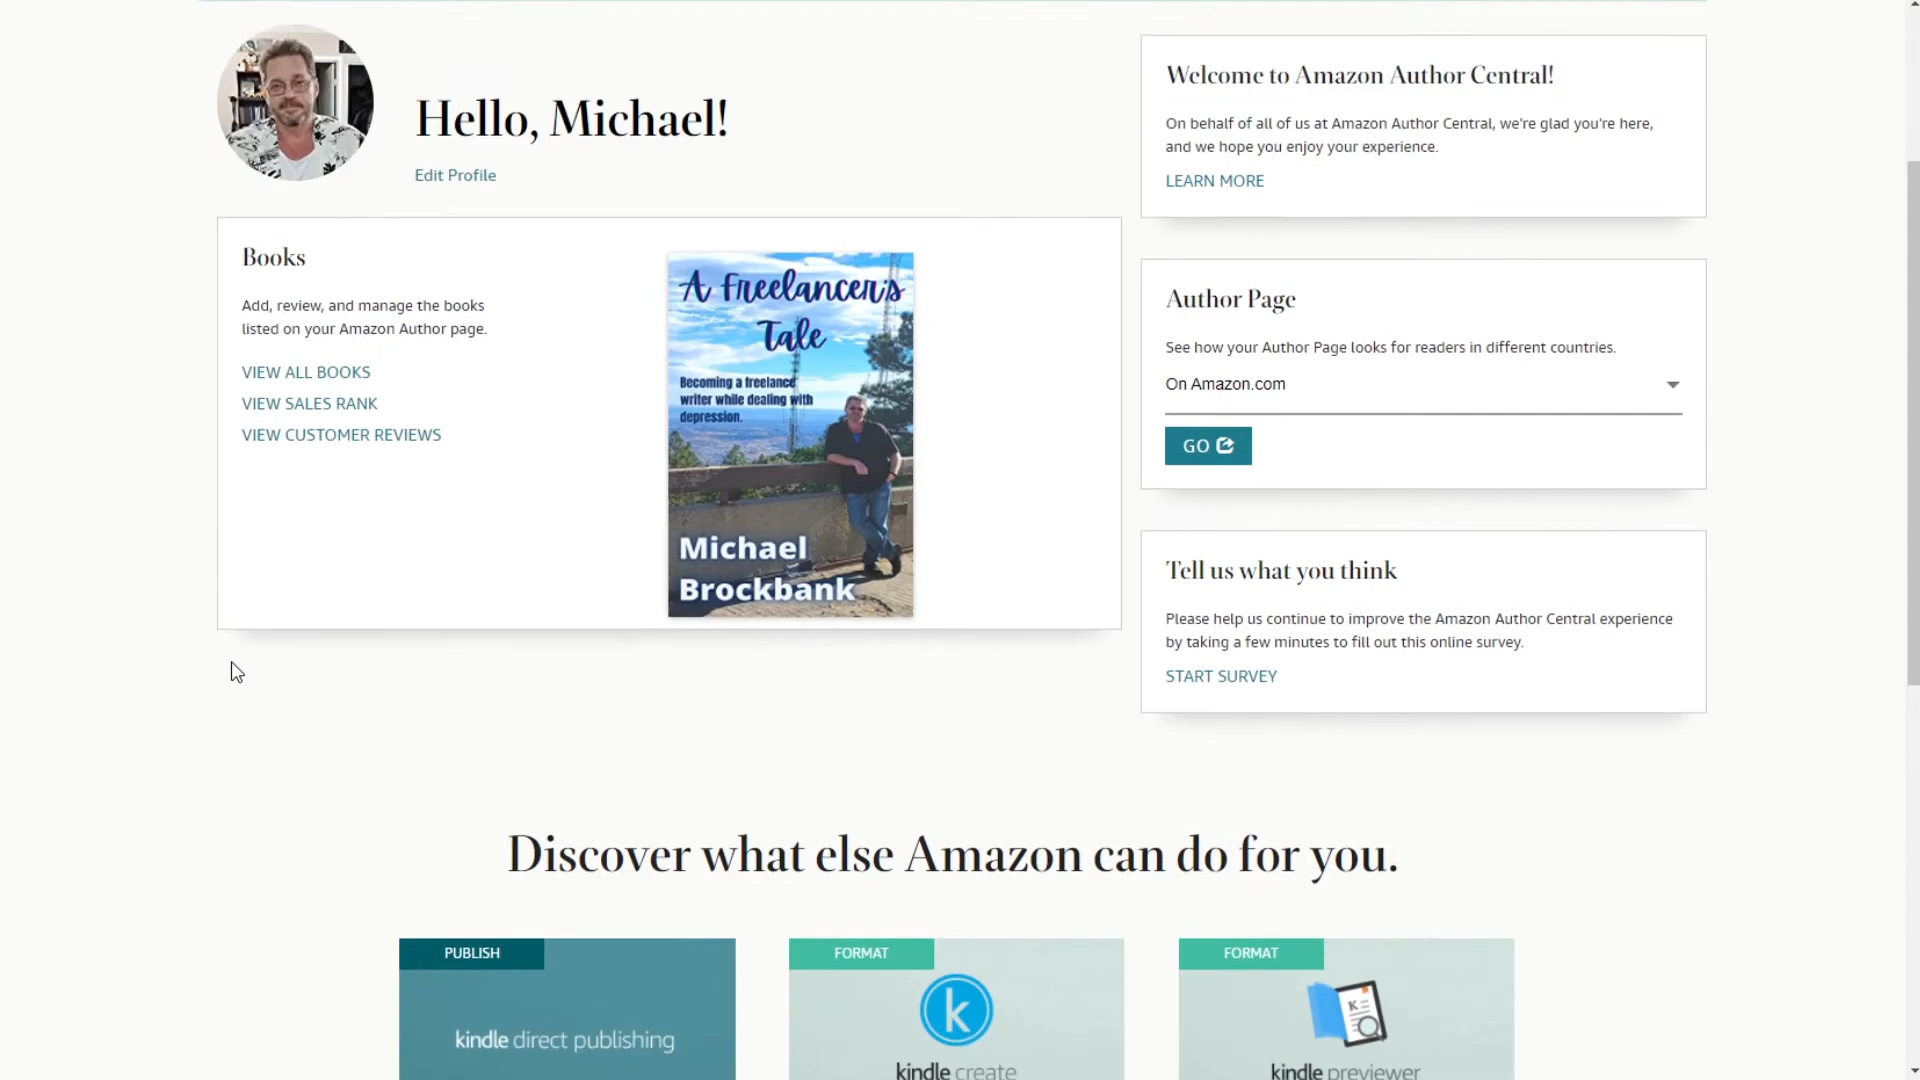 Hello, Michael!
Edit Profile
Books
Add, review, and manage the books
listed on your Amazon Author page.
VIEW ALL BOOKS
VIEW SALES RANK
VIEW CUSTOMER REVIEWS
A Freelancer's
Tale
Becoming a freelance
writer while dealing with
depression.
Michael
Brockbank
Welcome to Amazon Author Central!
On behalf of all of us at Amazon Author Central, we're glad you're here,
and we hope you enjoy your experience.
LEARN MORE
Author Page
See how your Author Page looks for readers in different countries.
On Amazon.com
GO
Tell us what you think
Please help us continue to improve the Amazon Author Central experience
by taking a few minutes to fill out this online survey.
START SURVEY
Discover what else Amazon can do for you.
PUBLISH
kindle direct publishing
FORMAT
k
kindle create
FORMAT
K
kindle previewer